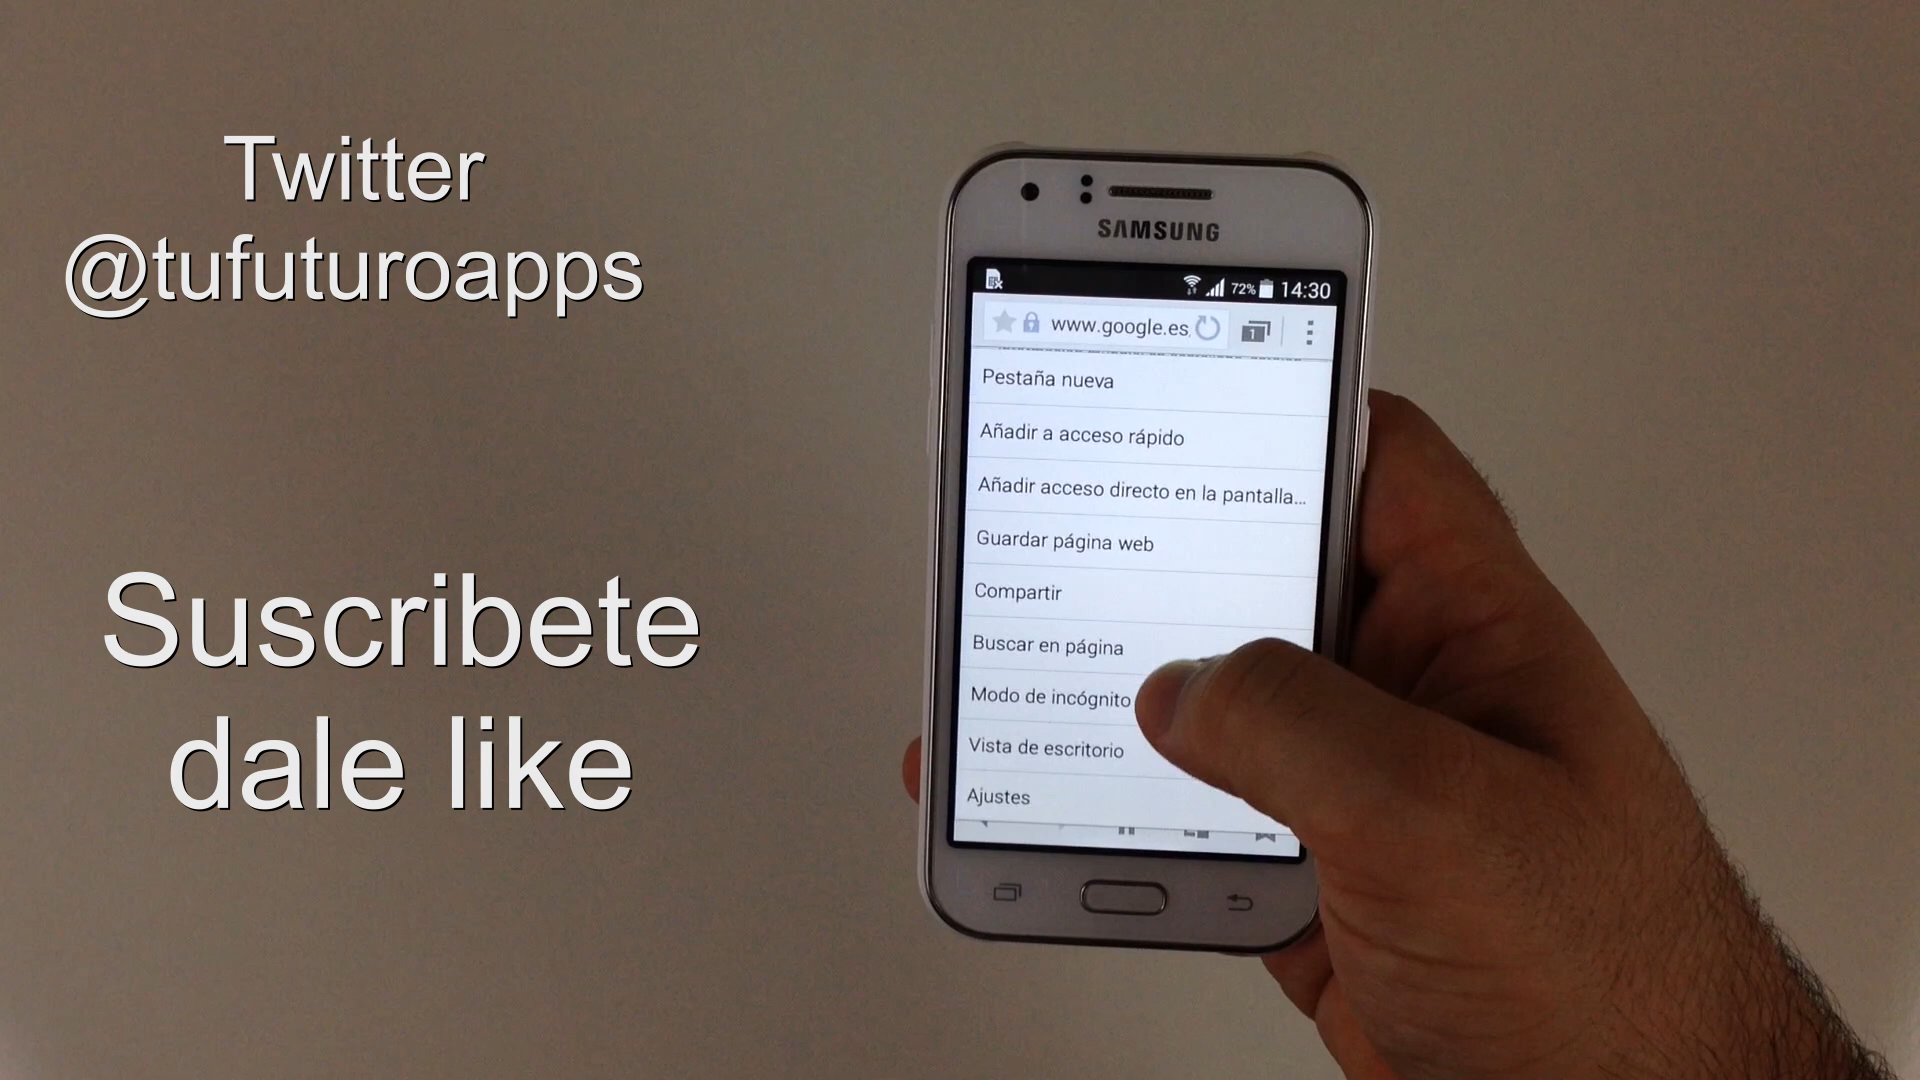 Twitter
@tufuturoapps
Suscribete
dale like
SAMSUNG
72% 14:30
www.google.es
1
Pestaña nueva
Añadir a acceso rápido
Añadir acceso directo en la pantalla...
Guardar página web
Compartir
Buscar en página
Modo de incógnito
Vista de escritorio
Ajustes